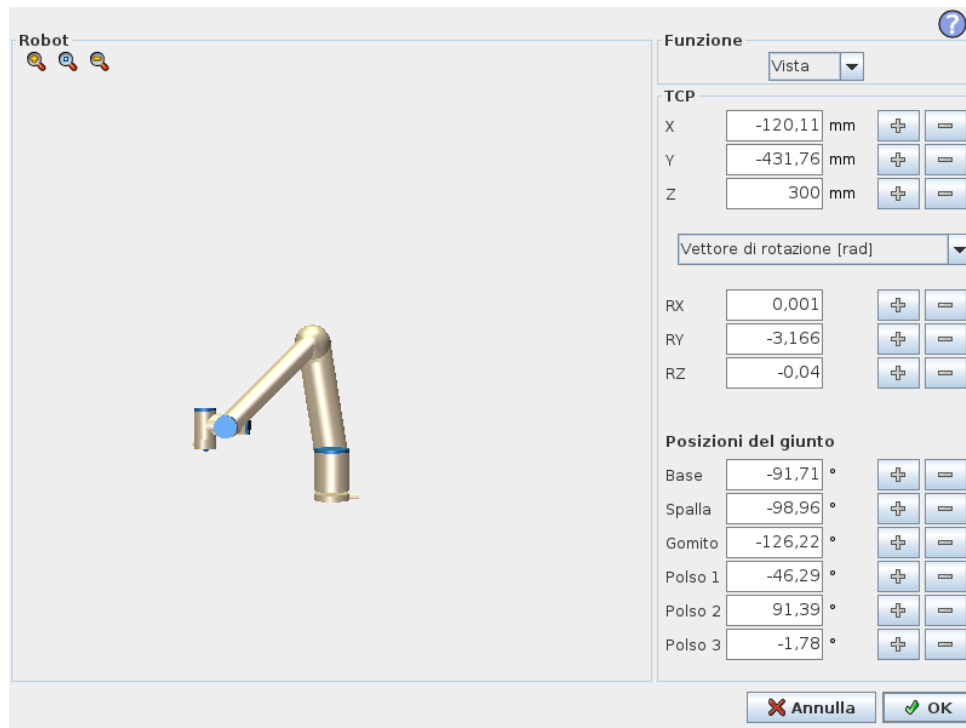 Robot
Funzione
Vista
TCP
X -120,11 mm
Y -431,76 mm
Z 300 mm
Vettore di rotazione [rad]
RX 0,001
RY -3,166
RZ -0,04
Posizioni del giunto
Base -91,71 °
Spalla -98,96 °
Gomito -126,22 °
Polso 1 -46,29 °
Polso 2 91,39 °
Polso 3 -1,78 °
Annulla OK